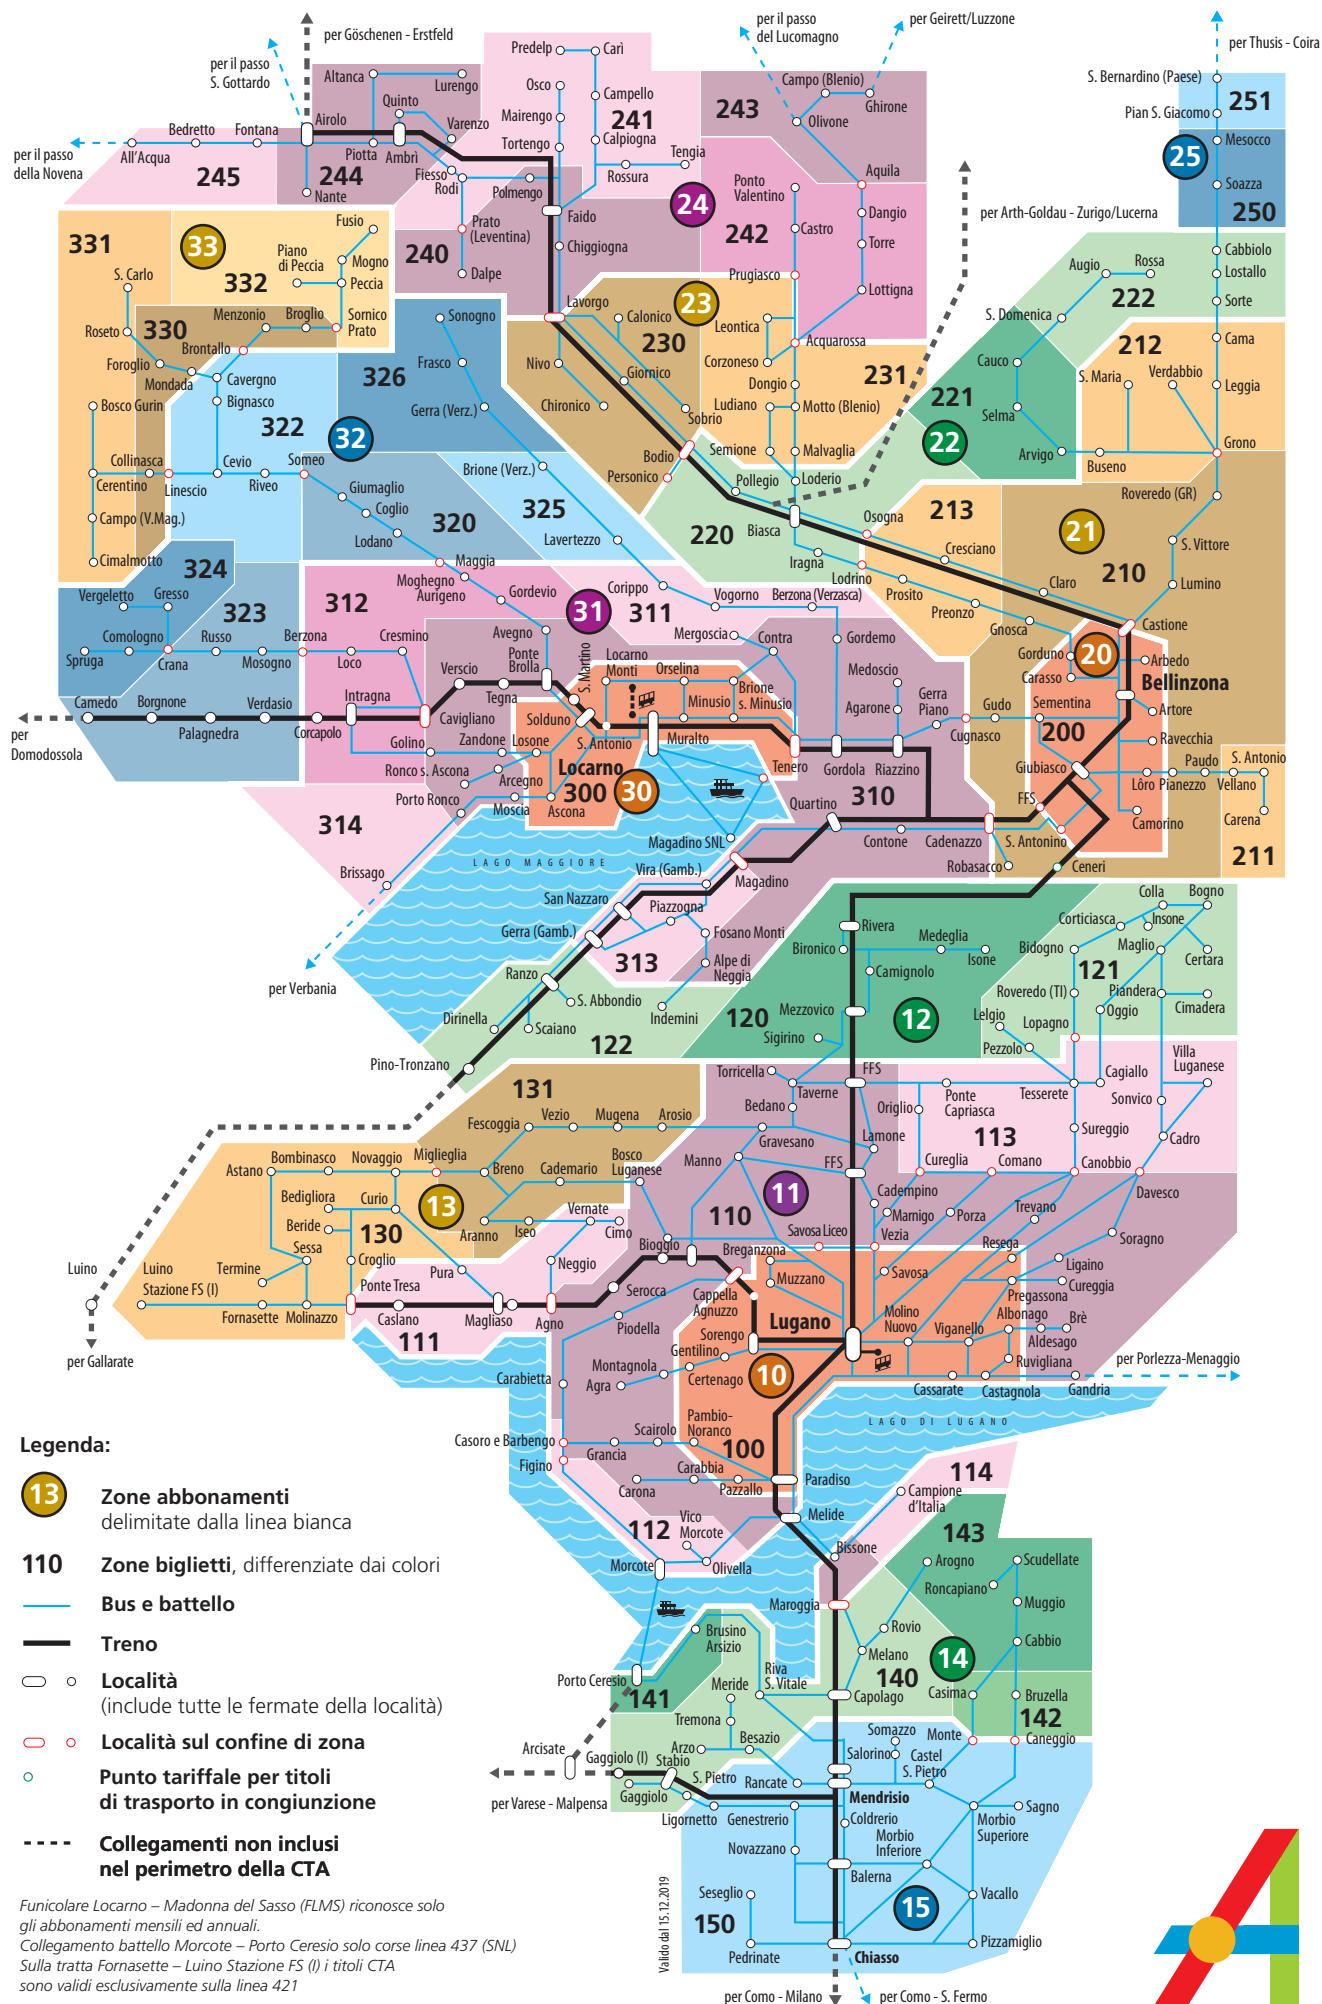 per Göschenen - Erstfeld
per il passo
S. Gottardo
per il passo
del Lucomagno
per Geirett/Luzzone
per Thusis - Coira
per il passo
della Novena
per Arth-Goldau - Zurigo/Lucerna
Altanca
Lurengo
Quinto
Varenzo
Airolo
Bedretto
Fontana
All'Acqua
Piotta
Ambrì
Nante
245
244
Fiesso
Rodi
Prato
(Leventina)
Dalpe
240
Predelp
Carì
Osco
Campello
Mairengo
241
Tortengo
Calpiogna
Tengia
Rossura
Polmengo
Faido
Chiggiogna
24
243
Campo (Blenio)
Ghirone
Olivone
Aquila
Ponto
Valentino
Dangio
Castro
Torre
242
Prugiasco
Lottigna
S. Bernardino (Paese)
251
Pian S. Giacomo
Mesocco
25
Soazza
250
Cabbiolo
Lostallo
Sorte
Augio
Rossa
222
S. Domenica
Cauco
221
Selma
22
Arvigo
212
Cama
S. Maria
Verdabbio
Leggia
Buseno
Grono
Roveredo (GR)
331
33
S. Carlo
Fusio
Piano
di Peccia
Mogno
332
Peccia
330
Menzonio
Broglio
Sornico
Prato
Roseto
Brontallo
Foroglio
Mondada
Cavergno
Bignasco
Bosco Gurin
322
Collinasca
Cevio
Cerentino
Linescio
Riveo
Someo
Campo (V.Mag.)
Cimalmotto
32
Sonogno
Frasco
326
Gerra (Verz.)
Brione (Verz.)
Giumaglio
Coglio
Lodano
320
325
Lavertezzo
Maggia
Lavorgo
23
Calonico
230
Nivo
Giornico
Chironico
Sobrio
Bodio
Personico
Leontica
Corzoneso
Acquarossa
Dongio
231
Ludiano
Motto (Blenio)
Semione
Malvaglia
Pollegio
Loderio
Biasca
220
Iragna
Lodrino
Osogna
213
Cresciano
21
S. Vittore
210
Lumino
Claro
Prosito
Preonzo
Gnosca
Castione
324
Vergeletto
Gresso
323
Comologno
Russo
Berzona
Spruga
Crana
Mosogno
312
Cresmino
Loco
Moghegno
Aurigeno
Gordevio
31
Corippo
311
Vogorno
Berzona (Verzasca)
Avegno
Ponte
Brolla
Mergoscia
Contra
Gordemo
Verscio
Tegna
S. Martino
Locarno
Monti
Orselina
Brione
s. Minusio
Minusio
Medoscio
Agarone
Gerra
Piano
Gudo
Cugnasco
Gorduno
20
Arbedo
Carasso
Bellinzona
Sementina
Artore
200
Ravecchia
Giubiasco
Paudo
S. Antonio
Lôro
Pianezzo
Vellano
FFS
Camorino
Carena
211
S. Antonino
Ceneri
Camedo
Borgnone
Verdasio
Intragna
Palagnedra
Corcapolo
Cavigliano
per
Domodossola
Golino
Zandone
Losone
Solduno
S. Antonio
Muralto
Ronco s. Ascona
Arcegno
Locarno
300
30
Porto Ronco
Moscia
Ascona
314
Brissago
Tenero
Gordola
Riazzino
Quartino
310
Contone
Cadenazzo
Robasacco
Magadino SNL
LAGO MAGGIORE
Vira (Gamb.)
Magadino
San Nazzaro
Piazzogna
Gerra (Gamb.)
Fosano Monti
313
Alpe di
Neggia
Indemini
per Verbania
Ranzo
S. Abbondio
Dirinella
Scaiano
122
Pino-Tronzano
Rivera
Bironico
Medeglia
Isone
Camignolo
Mezzovico
12
120
Sigirino
Colla
Bogno
Corticiasca
Insone
Bidogno
Maglio
Certara
121
Roveredo (TI)
Piandera
Cimadera
Oggio
Lelgio
Lopagno
Pezzolo
Villa
Luganese
131
Torricella
FFS
Taverne
Bedano
Origlio
Ponte
Capriasca
Tesserete
Cagiallo
Sonvico
Fescoggia
Vezio
Mugena
Arosio
Gravesano
Lamone
113
Sureggio
Cadro
Manno
FFS
Cureglia
Comano
Canobbio
Bombinasco
Novaggio
Miglieglia
Breno
Cademario
Bosco
Luganese
Astano
Bedigliora
Curio
13
Beride
130
Aranno
Iseo
Vernate
Cimo
11
110
Cadempino
Mamigo
Porza
Trevano
Davesco
Savosa Liceo
Vezia
Resega
Soragno
Sessa
Croglio
Pura
Neggio
Bioggio
Breganzona
Savosa
Ligaino
Cureggia
Luino
Luino
Stazione FS (I)
Termine
Ponte Tresa
Muzzano
Serocca
Cappella
Agnuzzo
Pregassona
Fornasette
Molinazzo
Caslano
Magliaso
Agno
Piodella
Lugano
Molino
Nuovo
Viganello
Albonago
Brè
Aldesago
111
Sorengo
Gentilino
Ruvigliana
per Gallarate
Montagnola
Certenago
10
per Porlezza-Menaggio
Carabietta
Agra
Cassarate
Castagnola
Gandria
Pambio-
Noranco
100
LAGO DI LUGANO
Casoro e Barbengo
Scairolo
Grancia
Figino
Carabbia
Paradiso
Carona
Pazzallo
114
Campione
d'Italia
112
Vico
Morcote
Melide
143
Bissone
Morcote
Olivella
Arogno
Scudellate
Roncapiano
Muggio
Maroggia
Rovio
Cabbio
Brusino
Arsizio
Melano
14
Porto Ceresio
Riva
S. Vitale
140
141
Meride
Capolago
Casima
Bruzella
142
Tremona
Somazzo
Monte
Caneggio
Arcisate
Arzo
Besazio
Salorino
Castel
S. Pietro
Gaggiolo (I)
Stabio
S. Pietro
Rancate
Mendrisio
Gaggiolo
per Varese - Malpensa
Ligornetto
Genestrerio
Coldrerio
Sagno
Morbio
Superiore
Novazzano
Morbio
Inferiore
Balerna
Seseglio
Vacallo
150
15
Pedrinate
Chiasso
Pizzamiglio
per Como - Milano
per Como - S. Fermo
Valido dal 15.12.2019
Legenda:
13
Zone abbonamenti
delimitate dalla linea bianca
110
Zone biglietti, differenziate dai colori
Bus e battello
Treno
Località
(include tutte le fermate della località)
Località sul confine di zona
Punto tariffale per titoli
di trasporto in congiunzione
Collegamenti non inclusi
nel perimetro della CTA
Funicolare Locarno – Madonna del Sasso (FLMS) riconosce solo
gli abbonamenti mensili ed annuali.
Collegamento battello Morcote – Porto Ceresio solo corse linea 437 (SNL)
Sulla tratta Fornasette – Luino Stazione FS (I) i titoli CTA
sono validi esclusivamente sulla linea 421